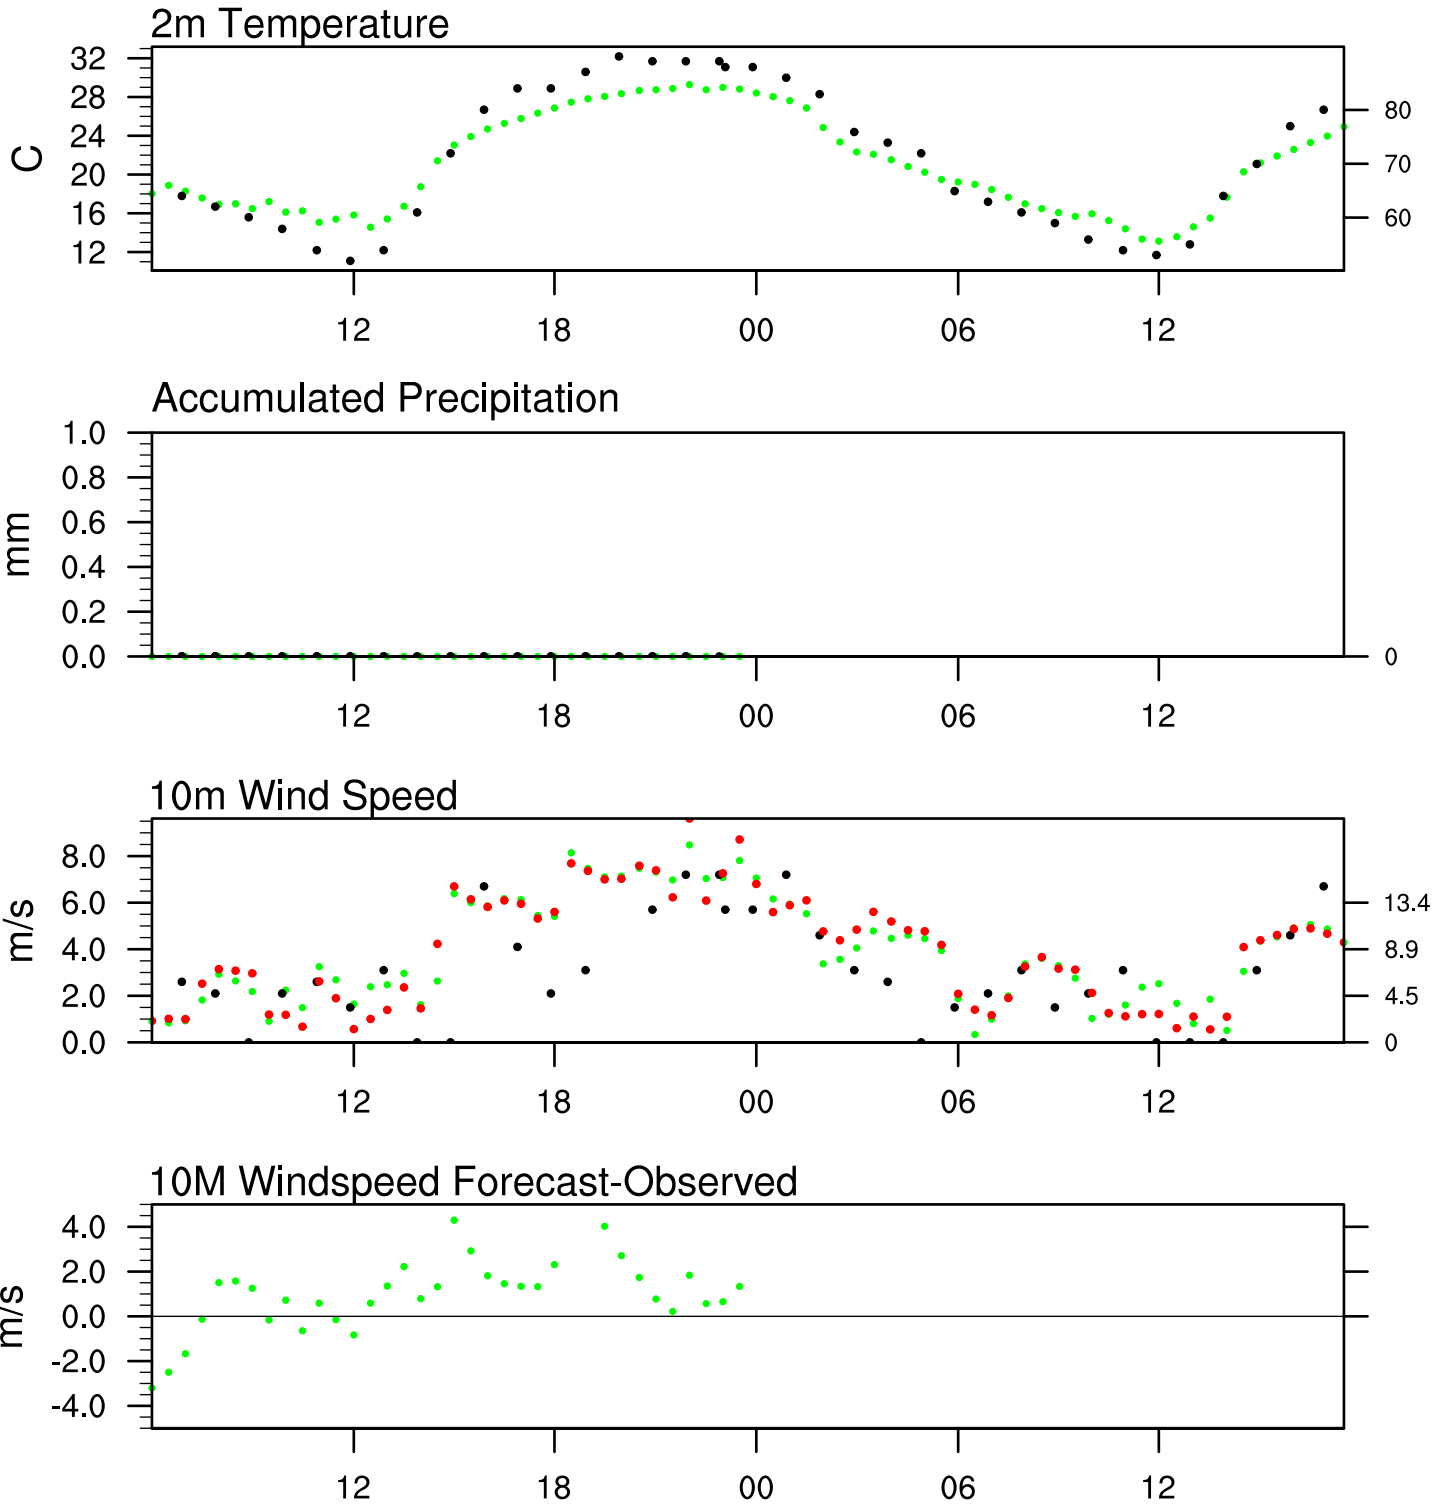 2m Temperature
32
28
24
20
16
12
C
80
70
60
12 18 00 06 12
Accumulated Precipitation
1.0
0.8
0.6
0.4
0.2
0.0
mm
0
12 18 00 06 12
10m Wind Speed
8.0
6.0
4.0
2.0
0.0
m/s
13.4
8.9
4.5
0
12 18 00 06 12
10M Windspeed Forecast-Observed
4.0
2.0
0.0
-2.0
-4.0
m/s
12 18 00 06 12